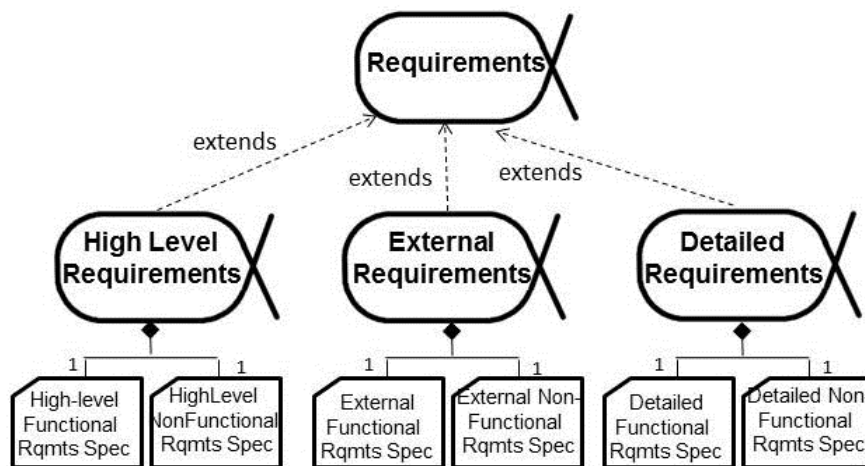 Requirements
extends
extends
extends
High Level
Requirements
External
Requirements
Detailed
Requirements
1
1
1
1
1
1
High-level
Functional
Rqmts Spec
HighLevel
NonFunctional
Rqmts Spec
External
Functional
Rqmts Spec
External Non-
Functional
Rqmts Spec
Detailed
Functional
Rqmts Spec
Detailed Non
Functional
Rqmts Spec